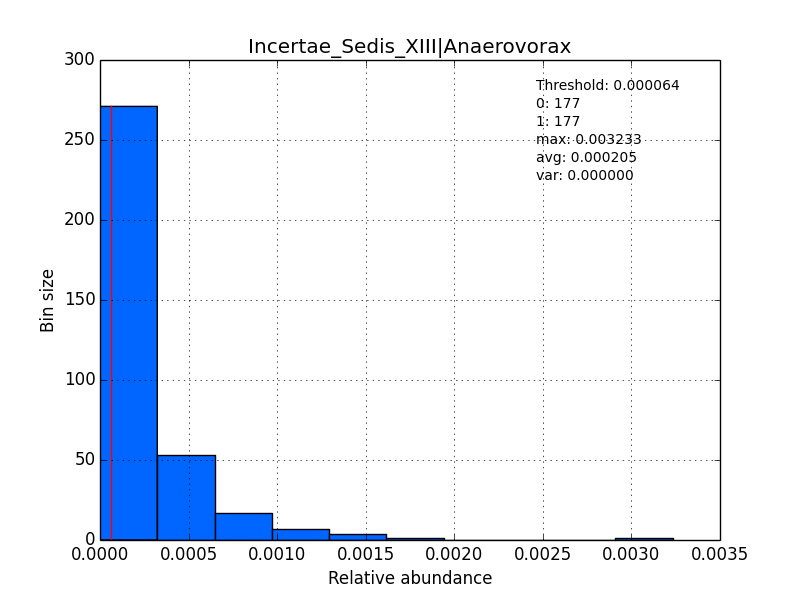 Incertae_Sedis_XIII|Anaerovorax
300
250
200
150
100
50
0
Bin size
Threshold: 0.000064
0: 177
1: 177
max: 0.003233
avg: 0.000205
var: 0.000000
0.0000 0.0005 0.0010 0.0015 0.0020 0.0025 0.0030 0.0035
Relative abundance